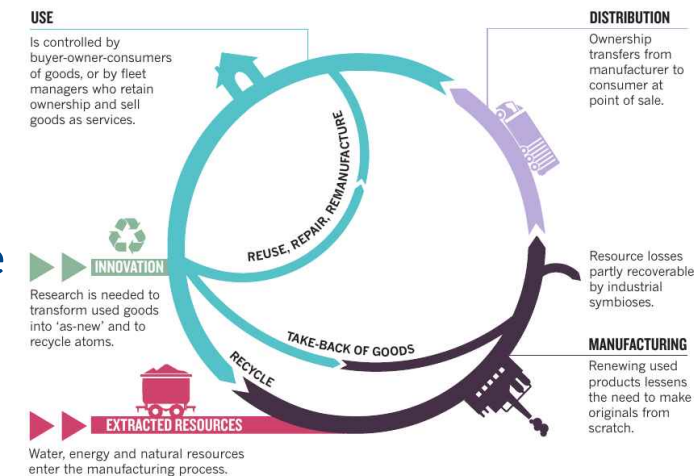 USE
Is controlled by
buyer-owner-consumers
of goods, or by fleet
managers who retain
ownership and sell
goods as services.
DISTRIBUTION
Ownership
transfers from
manufacturer to
consumer at
point of sale.
REUSE, REPAIR, REMANUFACTURE
e
INNOVATION
Research is needed to
transform used goods
into ‘as-new’ and to
recycle atoms.
Resource losses
partly recoverable
by industrial
symbioses.
TAKE-BACK OF GOODS
RECYCLE
MANUFACTURING
Renewing used
products lessens
the need to make
originals from
scratch.
EXTRACTED RESOURCES
Water, energy and natural resources
enter the manufacturing process.